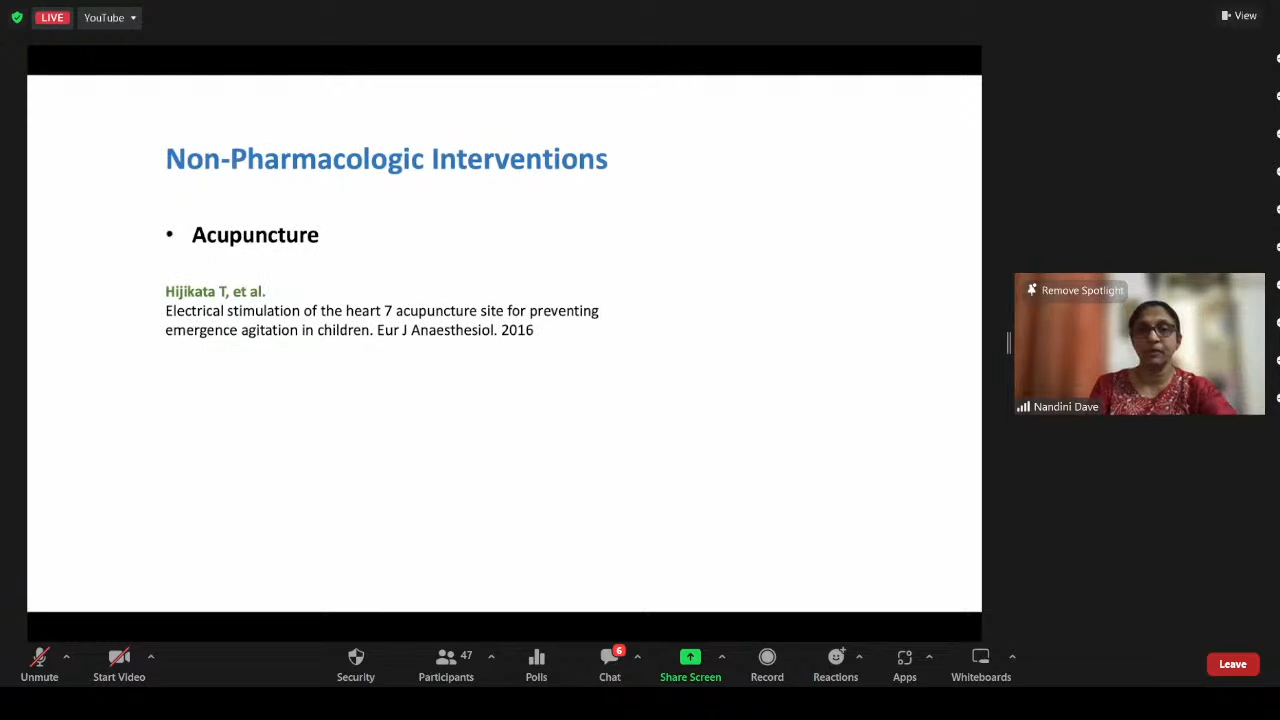 LIVE
YouTube
View
Non-Pharmacologic Interventions
• Acupuncture
Hijikata T, et al.
Electrical stimulation of the heart 7 acupuncture site for preventing
emergence agitation in children. Eur J Anaesthesiol. 2016
Remove Spotlight
Nandini Dave
47
6
Unmute
Start Video
Security
Participants
Polls
Chat
Share Screen
Record
Reactions
Apps
Whiteboards
Leave